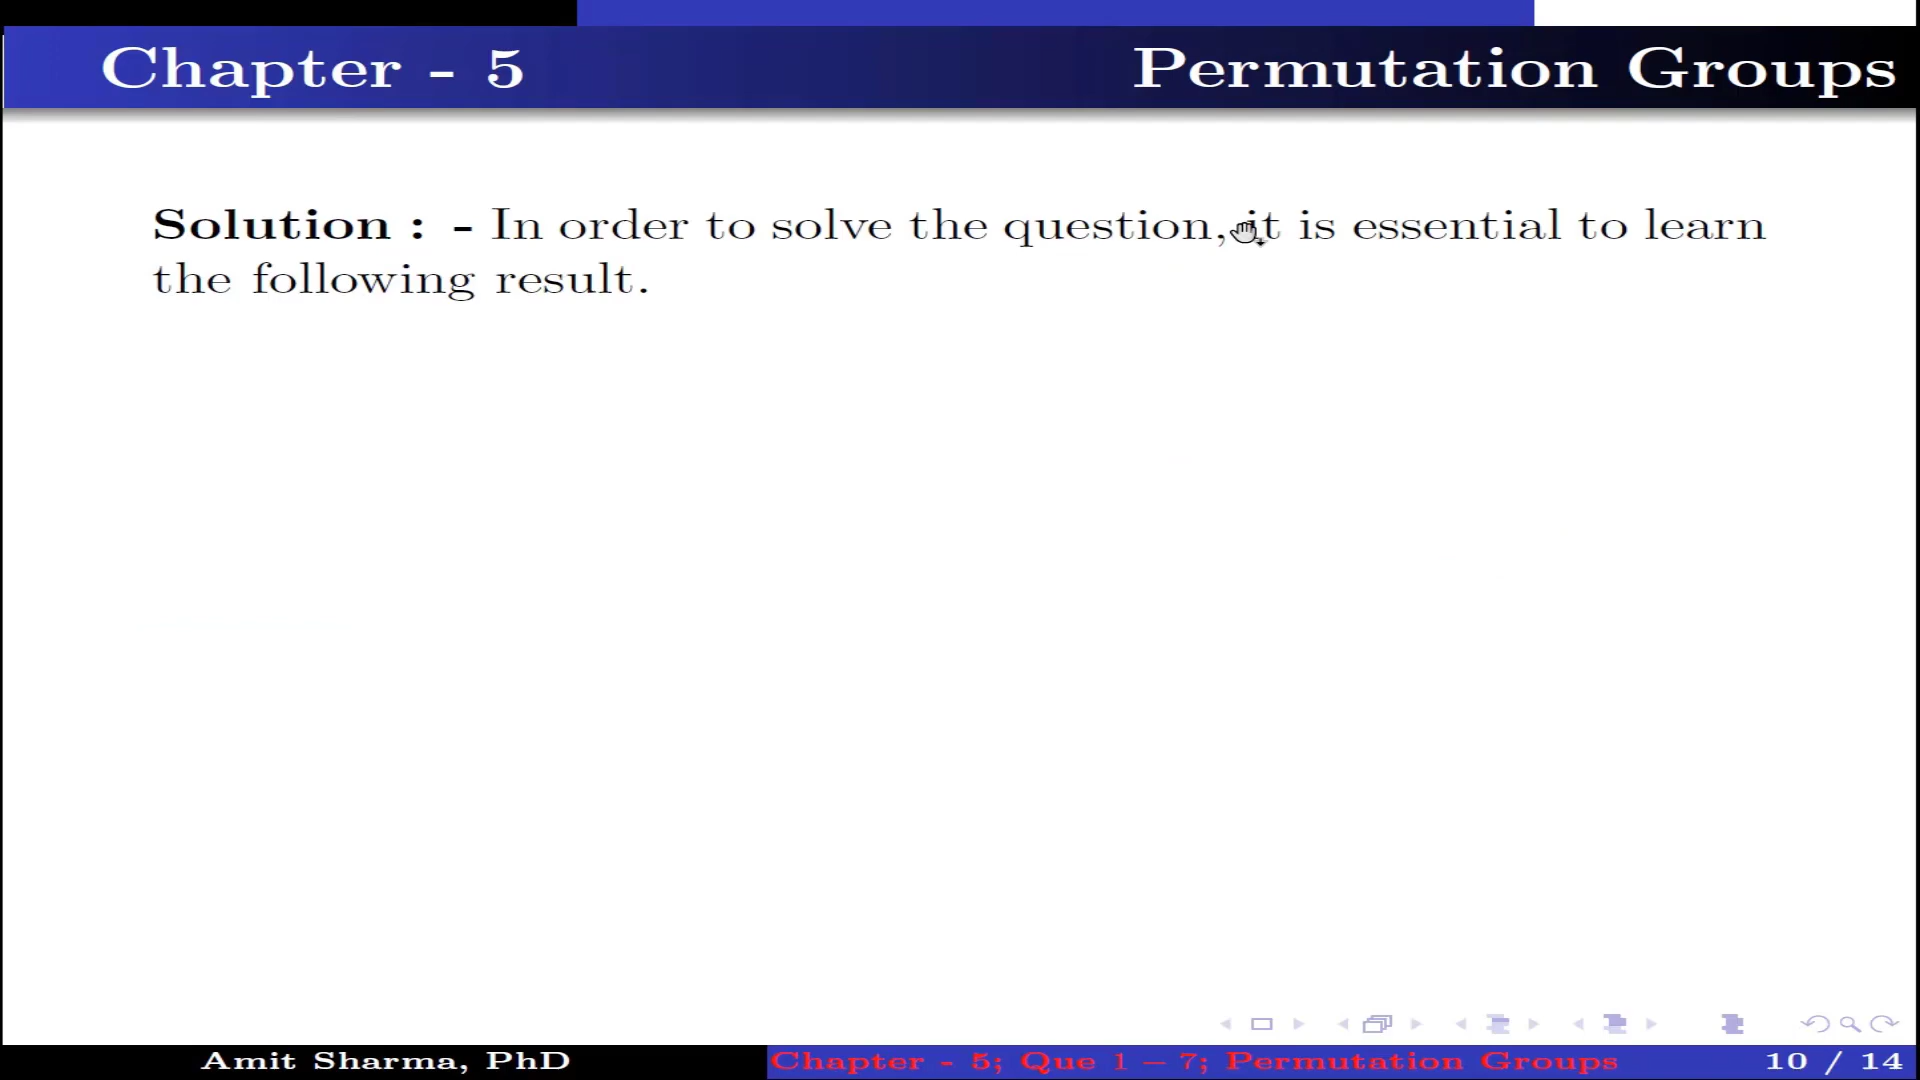 Chapter - 5 Permutation Groups
Solution : - In order to solve the question, it is essential to learn
the following result.
Amit Sharma, PhD Chapter - 5; Que 1 – 7; Permutation Groups 10 / 14